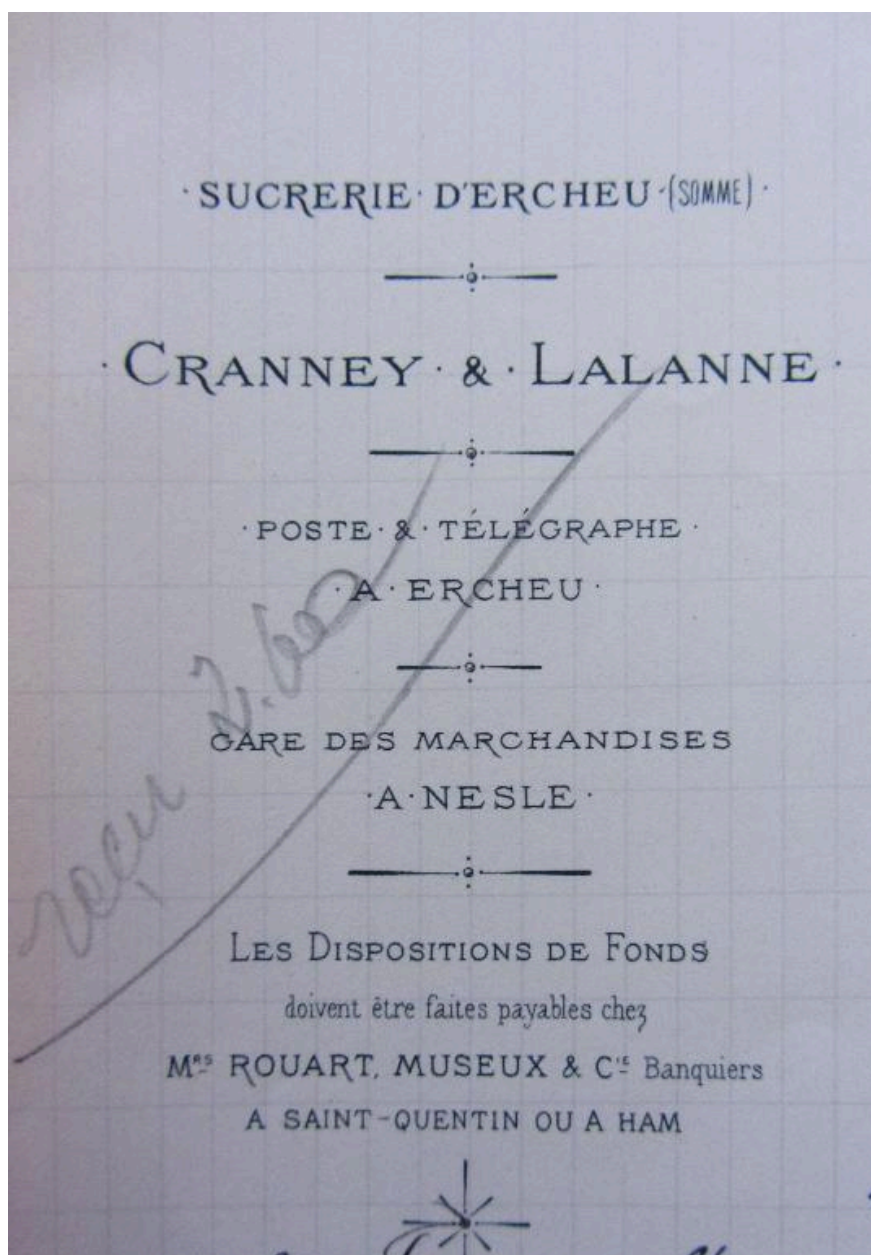 · SUCRERIE · D'ERCHEU · (SOMME) ·
· CRANNEY · & · LALANNE ·
· POSTE · & · TÉLÉGRAPHE ·
· A · ERCHEU ·
GARE DES MARCHANDISES
· A · NESLE ·
reçu
LES DISPOSITIONS DE FONDS
doivent être faites payables chez
Mrs ROUART, MUSEUX & Cie Banquiers
A SAINT-QUENTIN OU A HAM